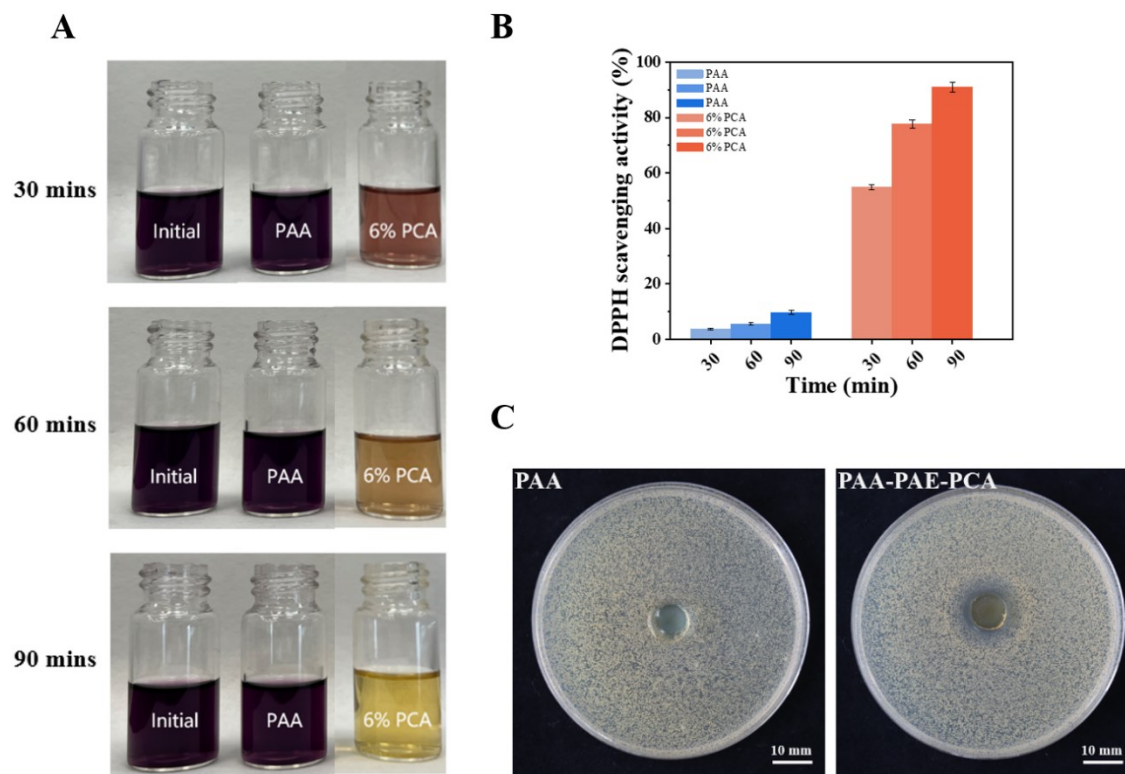 A
30 mins
Initial
PAA
6% PCA
60 mins
Initial
PAA
6% PCA
90 mins
Initial
PAA
6% PCA
B
DPPH scavenging activity (%)
100
80
60
40
20
0
PAA
PAA
PAA
6% PCA
6% PCA
6% PCA
30
60
90
30
60
90
Time (min)
C
PAA
10 mm
PAA-PAE-PCA
10 mm